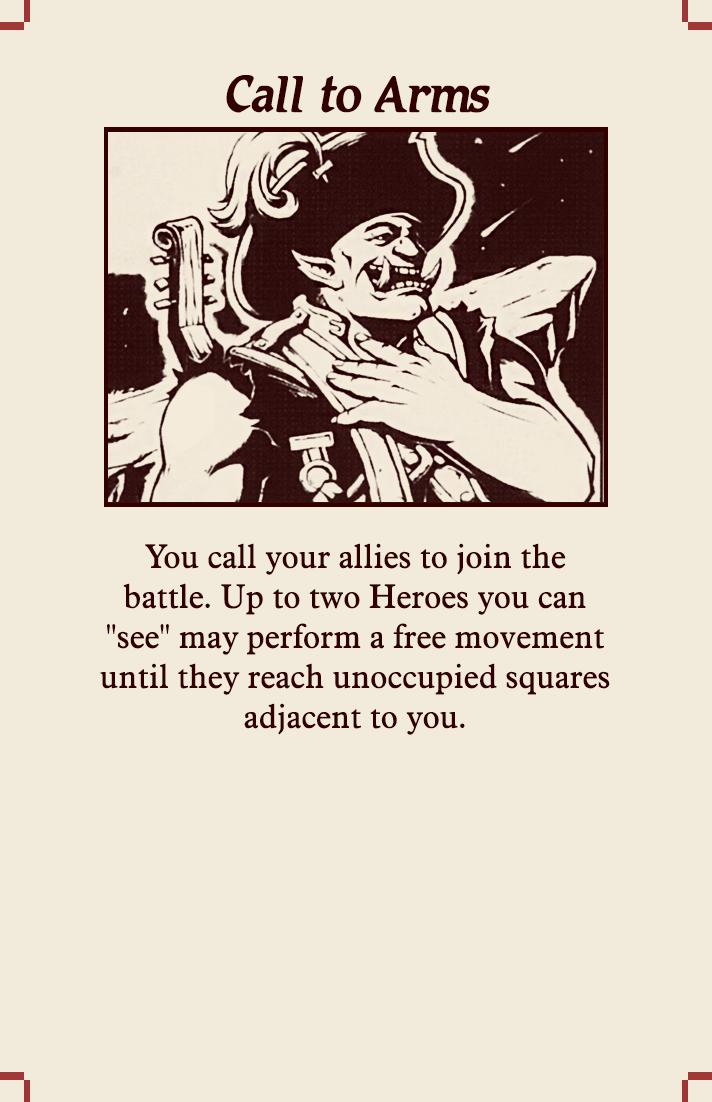 Call to Arms
You call your allies to join the
battle. Up to two Heroes you can
"see" may perform a free movement
until they reach unoccupied squares
adjacent to you.